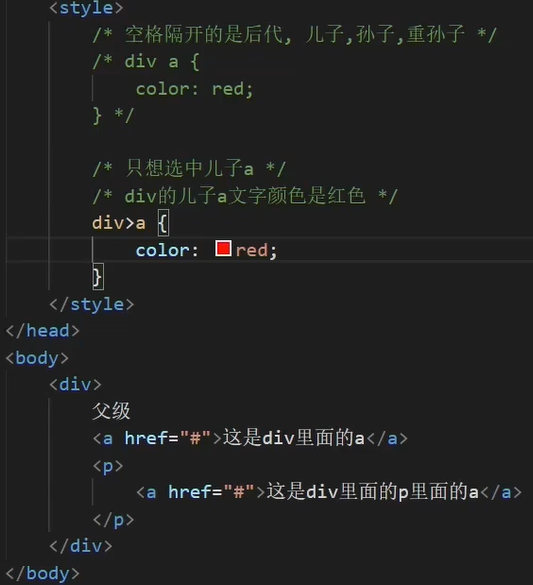 <style>
/* 空格隔开的是后代, 儿子,孙子,重孙子 */
/* div a {
color: red;
} */
/* 只想选中儿子a */
/* div的儿子a文字颜色是红色 */
div>a {
color: red;
}
</style>
</head>
<body>
<div>
父级
<a href="#">这是div里面的a</a>
<p>
<a href="#">这是div里面的p里面的a</a>
</p>
</div>
</body>